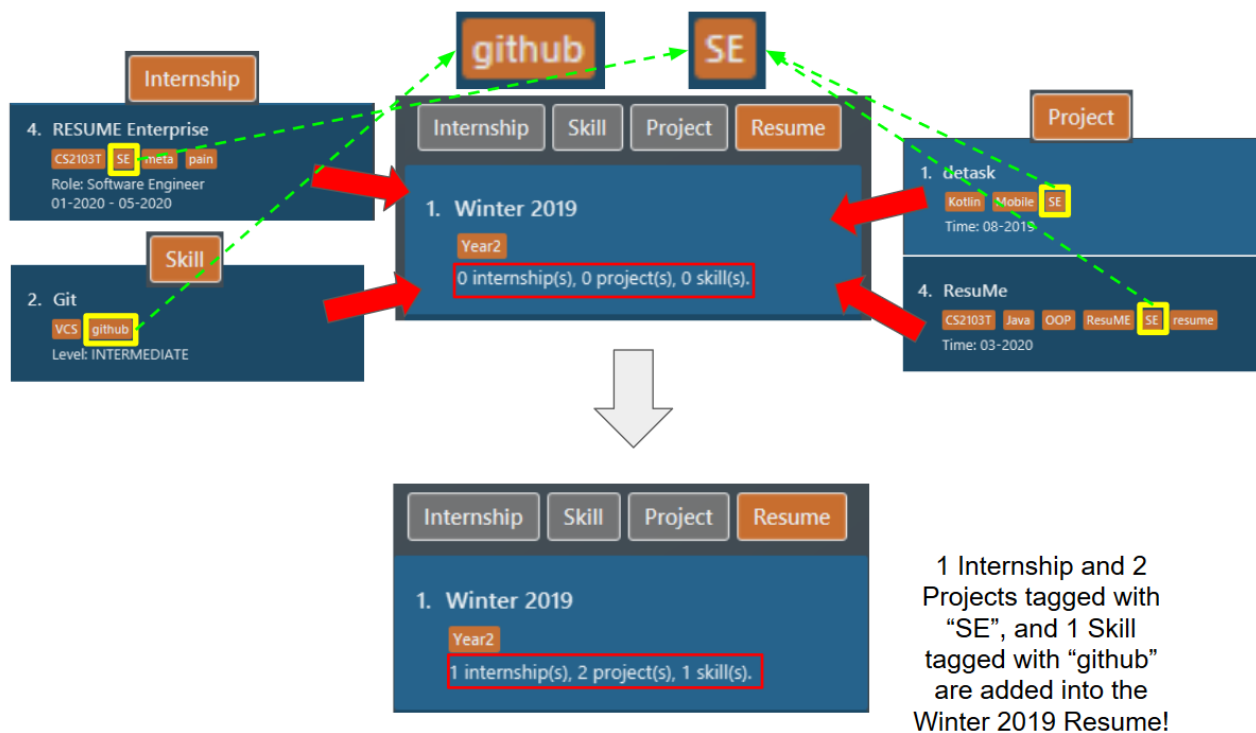 github
SE
Internship
4. RESUME Enterprise
CS2103T SE meta pain
Role: Software Engineer
01-2020 - 05-2020
Skill
2. Git
VCS github
Level: INTERMEDIATE
Internship Skill Project Resume
1. Winter 2019
Year2
0 internship(s), 0 project(s), 0 skill(s).
Project
1. detask
Kotlin Mobile SE
Time: 08-2019
4. ResuMe
CS2103T Java OOP ResuME SE resume
Time: 03-2020
Internship Skill Project Resume
1. Winter 2019
Year2
1 internship(s), 2 project(s), 1 skill(s).
1 Internship and 2
Projects tagged with
“SE”, and 1 Skill
tagged with “github”
are added into the
Winter 2019 Resume!